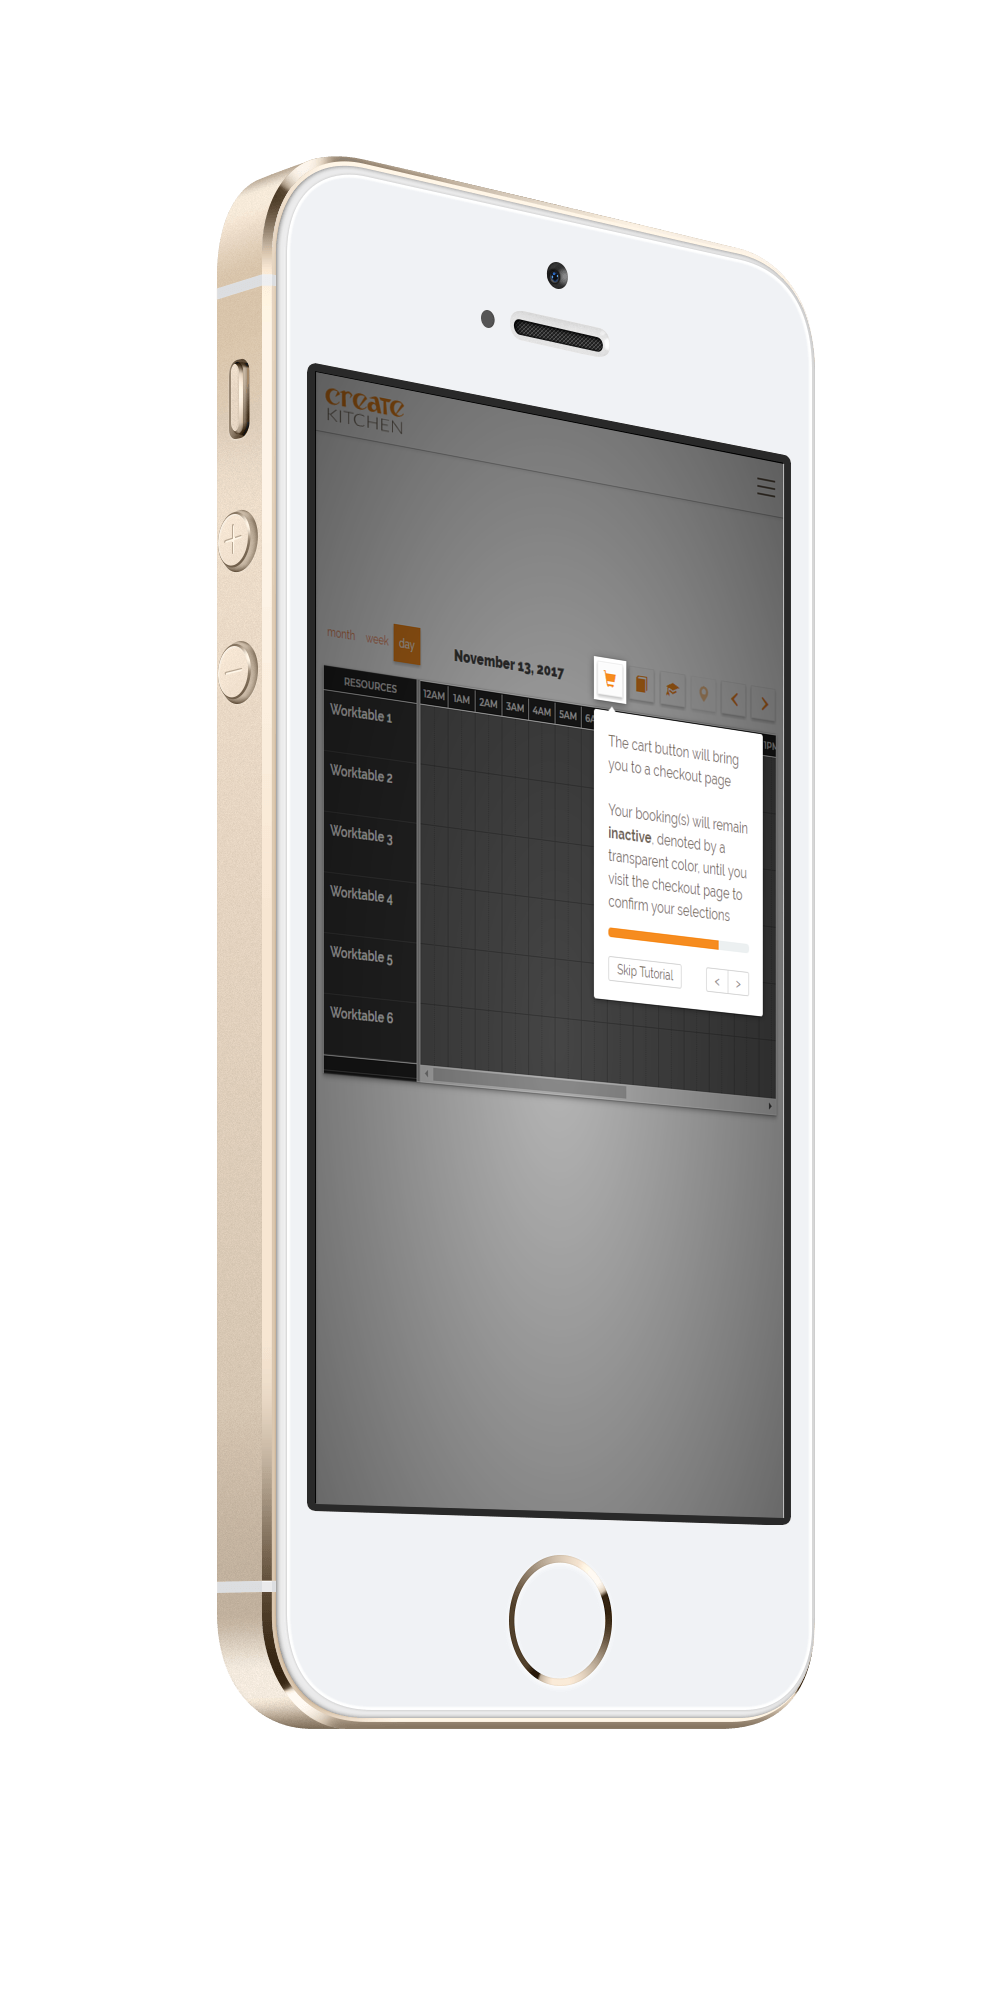 create
KITCHEN
month week day
November 13, 2017
RESOURCES
12AM 1AM 2AM 3AM 4AM 5AM
Worktable 1
Worktable 2
Worktable 3
Worktable 4
Worktable 5
Worktable 6
The cart button will bring
you to a checkout page
Your booking(s) will remain
inactive, denoted by a
transparent color, until you
visit the checkout page to
confirm your selections
Skip Tutorial < >